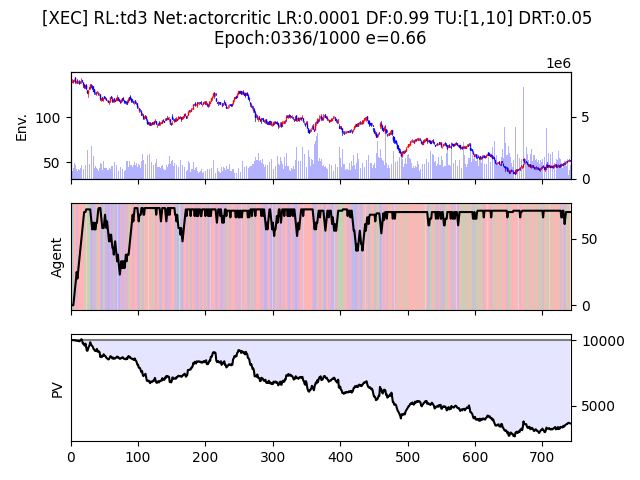 [XEC] RL:td3 Net:actorcritic LR:0.0001 DF:0.99 TU:[1,10] DRT:0.05
Epoch:0336/1000 e=0.66
1e6
Env.
100
50
5
0
Agent
50
0
PV
10000
5000
0 100 200 300 400 500 600 700